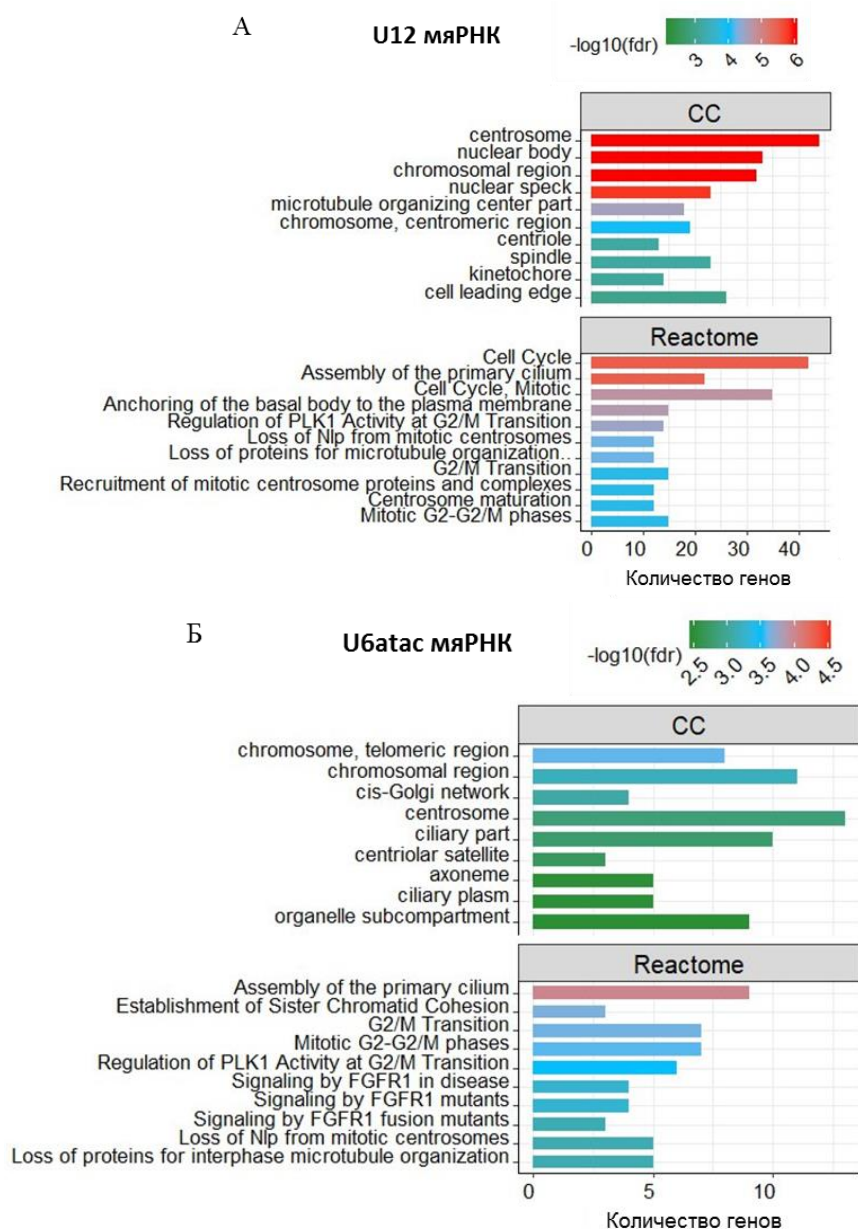 А
U12 мяРНК
-log10(fdr)
3 4 5 6
CC
centrosome
nuclear body
chromosomal region
nuclear speck
microtubule organizing center part
chromosome, centromeric region
centriole
spindle
kinetochore
cell leading edge
Reactome
Cell Cycle
Assembly of the primary cilium
Cell Cycle, Mitotic
Anchoring of the basal body to the plasma membrane
Regulation of PLK1 Activity at G2/M Transition
Loss of Nlp from mitotic centrosomes
Loss of proteins for microtubule organization..
G2/M Transition
Recruitment of mitotic centrosome proteins and complexes
Centrosome maturation
Mitotic G2-G2/M phases
0 10 20 30 40
Количество генов
Б
U6atac мяРНК
-log10(fdr)
2.5 3.0 3.5 4.0 4.5
CC
chromosome, telomeric region
chromosomal region
cis-Golgi network
centrosome
ciliary part
centriolar satellite
axoneme
ciliary plasm
organelle subcompartment
Reactome
Assembly of the primary cilium
Establishment of Sister Chromatid Cohesion
G2/M Transition
Mitotic G2-G2/M phases
Regulation of PLK1 Activity at G2/M Transition
Signaling by FGFR1 in disease
Signaling by FGFR1 mutants
Signaling by FGFR1 fusion mutants
Loss of Nlp from mitotic centrosomes
Loss of proteins for interphase microtubule organization
0 5 10
Количество генов